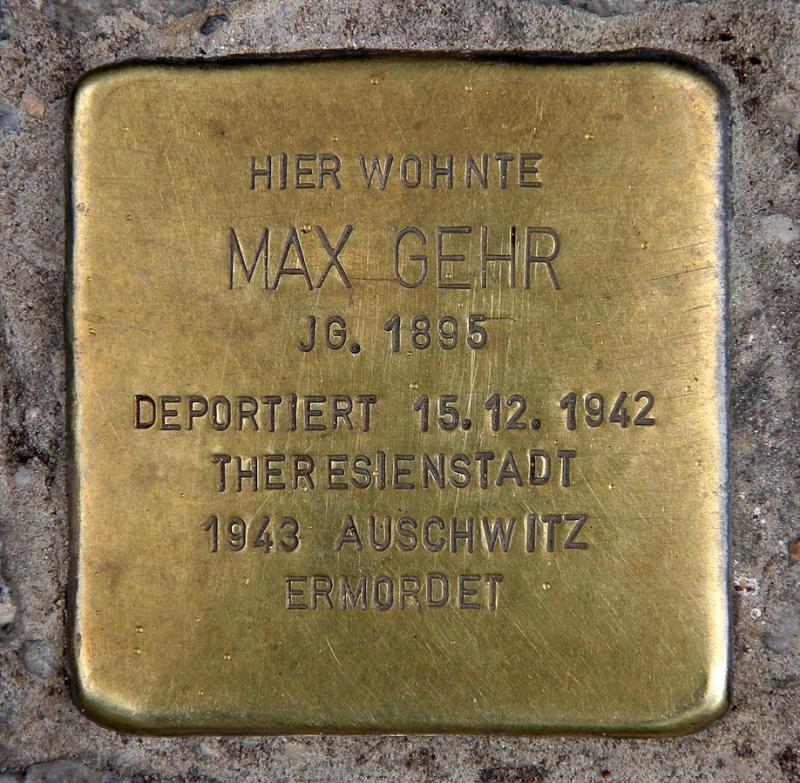 HIER WOHNTE
MAX GEHR
JG. 1895
DEPORTIERT 15.12.1942
THERESIENSTADT
1943 AUSCHWITZ
ERMORDET